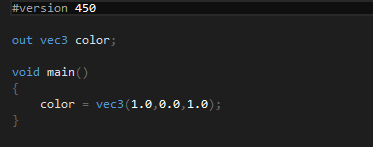 #version 450
out vec3 color;
void main()
{
    color = vec3(1.0,0.0,1.0);
}